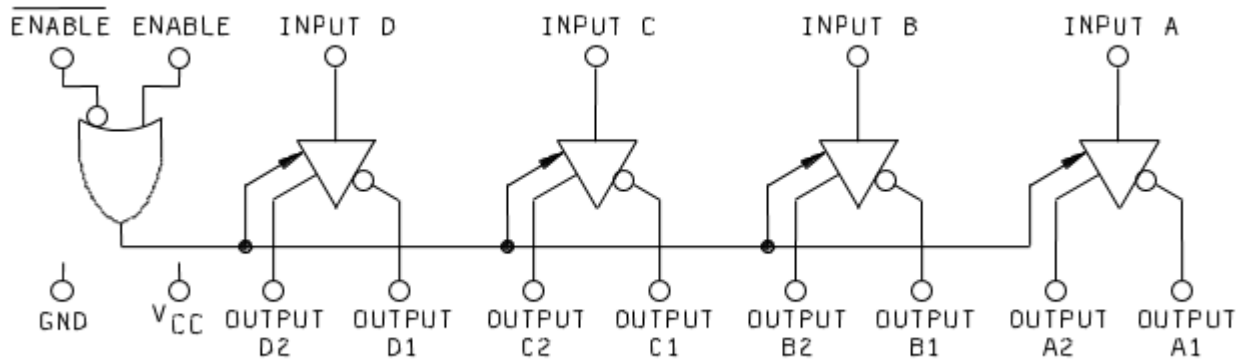 ENABLE ENABLE INPUT D INPUT C INPUT B INPUT A
GND VCC OUTPUT D2 OUTPUT D1 OUTPUT C2 OUTPUT C1 OUTPUT B2 OUTPUT B1 OUTPUT A2 OUTPUT A1